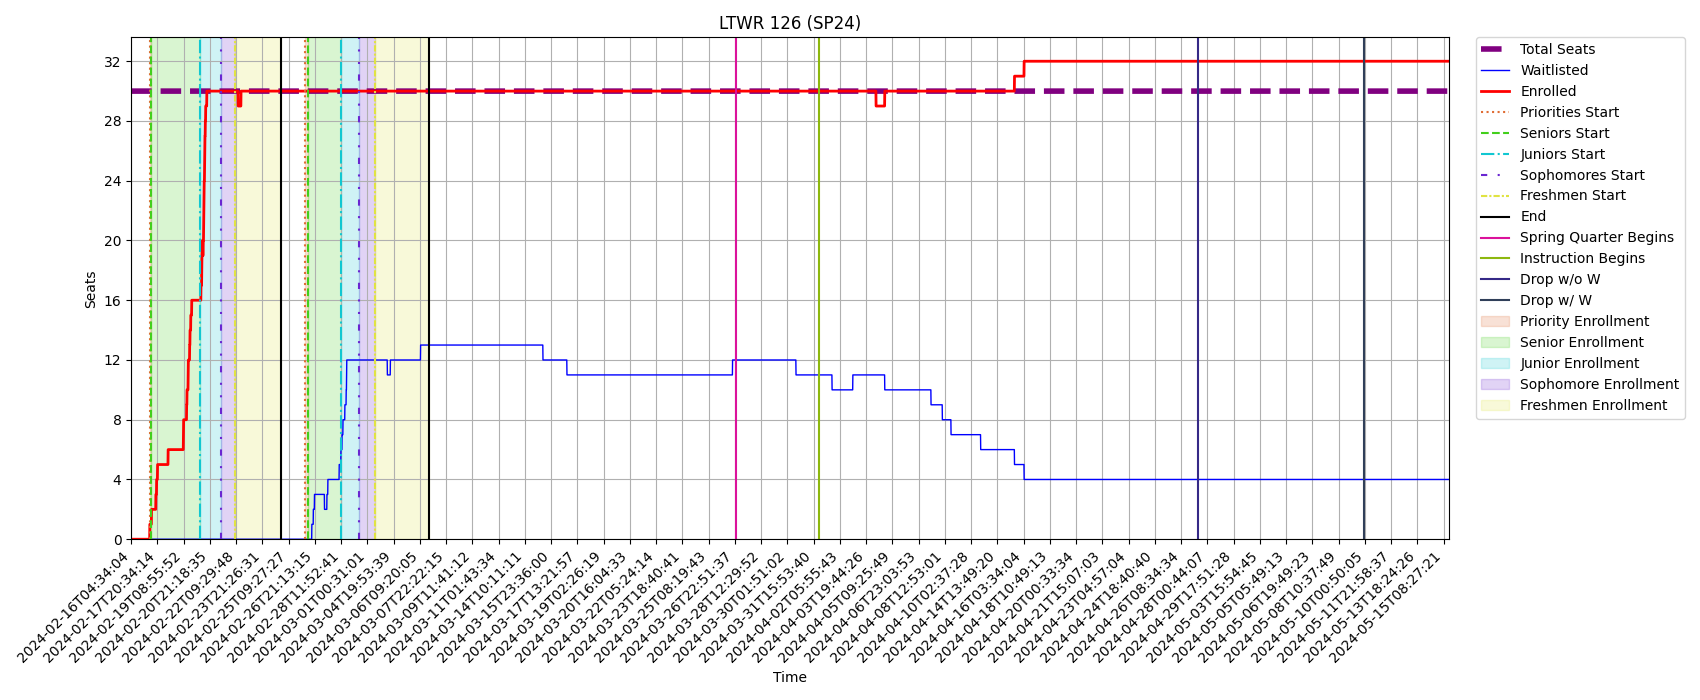 LTWR 126 (SP24)
Seats
32
28
24
20
16
12
8
4
0
2024-02-16T04:34:04
2024-02-17T20:34:14
2024-02-19T08:55:52
2024-02-20T21:18:35
2024-02-22T09:29:48
2024-02-23T21:26:31
2024-02-25T09:27:27
2024-02-26T21:13:15
2024-02-28T11:52:41
2024-03-01T00:31:01
2024-03-04T19:53:39
2024-03-06T09:20:05
2024-03-07T22:22:15
2024-03-09T11:41:12
2024-03-11T01:43:34
2024-03-14T10:11:11
2024-03-15T23:36:00
2024-03-17T13:21:57
2024-03-19T02:26:19
2024-03-20T16:04:33
2024-03-22T05:24:14
2024-03-23T18:40:41
2024-03-25T08:19:43
2024-03-26T22:51:37
2024-03-28T12:29:52
2024-03-30T01:51:02
2024-03-31T15:53:40
2024-04-02T05:55:43
2024-04-03T19:44:26
2024-04-05T09:25:49
2024-04-06T23:03:53
2024-04-08T12:53:01
2024-04-10T02:37:28
2024-04-14T13:49:20
2024-04-16T03:34:04
2024-04-18T10:49:13
2024-04-20T00:33:34
2024-04-21T15:07:03
2024-04-23T04:57:04
2024-04-24T18:40:40
2024-04-26T08:34:34
2024-04-28T00:44:07
2024-04-29T17:51:28
2024-05-03T15:54:45
2024-05-05T05:49:13
2024-05-06T19:49:23
2024-05-08T10:37:49
2024-05-10T00:50:05
2024-05-11T21:58:37
2024-05-13T18:24:26
2024-05-15T08:27:21
Time
Total Seats
Waitlisted
Enrolled
Priorities Start
Seniors Start
Juniors Start
Sophomores Start
Freshmen Start
End
Spring Quarter Begins
Instruction Begins
Drop w/o W
Drop w/ W
Priority Enrollment
Senior Enrollment
Junior Enrollment
Sophomore Enrollment
Freshmen Enrollment